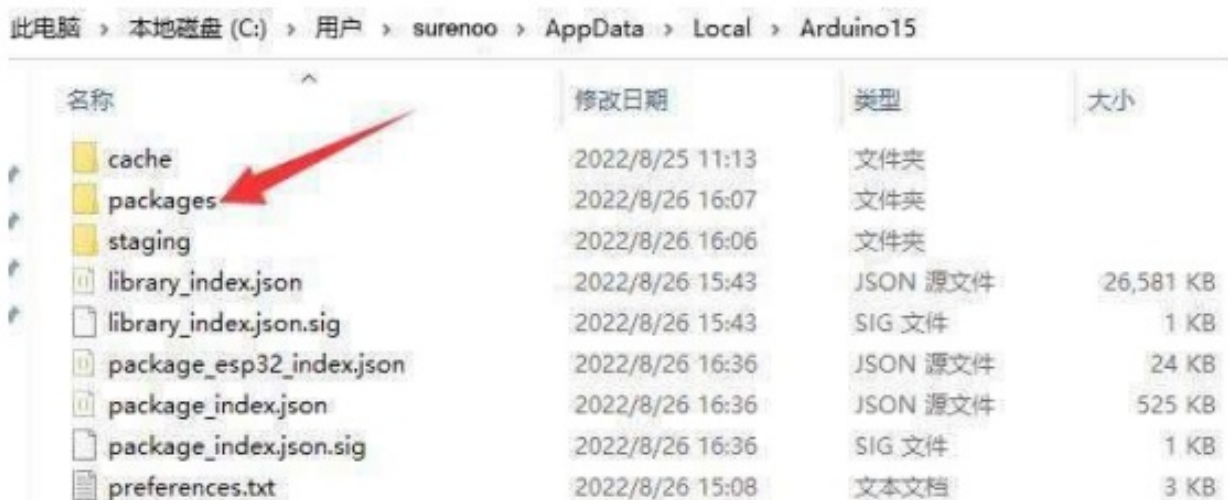 此电脑 > 本地磁盘 (C:) > 用户 > surenoo > AppData > Local > Arduino15
名称 修改日期 类型 大小
cache 2022/8/25 11:13 文件夹
packages 2022/8/26 16:07 文件夹
staging 2022/8/26 16:06 文件夹
library_index.json 2022/8/26 15:43 JSON 源文件 26,581 KB
library_index.json.sig 2022/8/26 15:43 SIG 文件 1 KB
package_esp32_index.json 2022/8/26 16:36 JSON 源文件 24 KB
package_index.json 2022/8/26 16:36 JSON 源文件 525 KB
package_index.json.sig 2022/8/26 16:36 SIG 文件 1 KB
preferences.txt 2022/8/26 15:08 文本文档 3 KB